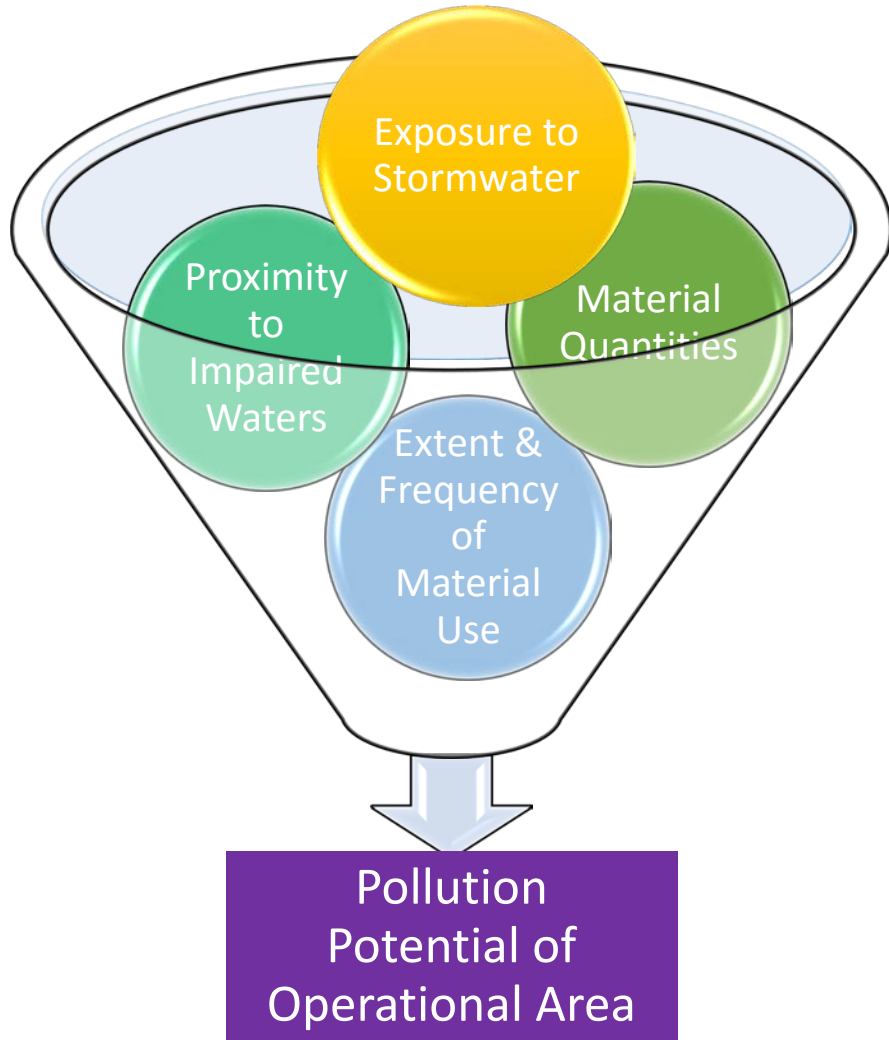 Exposure to
Stormwater
Proximity
to
Impaired
Waters
Material
Quantities
Extent &
Frequency
of
Material
Use
Pollution
Potential of
Operational Area